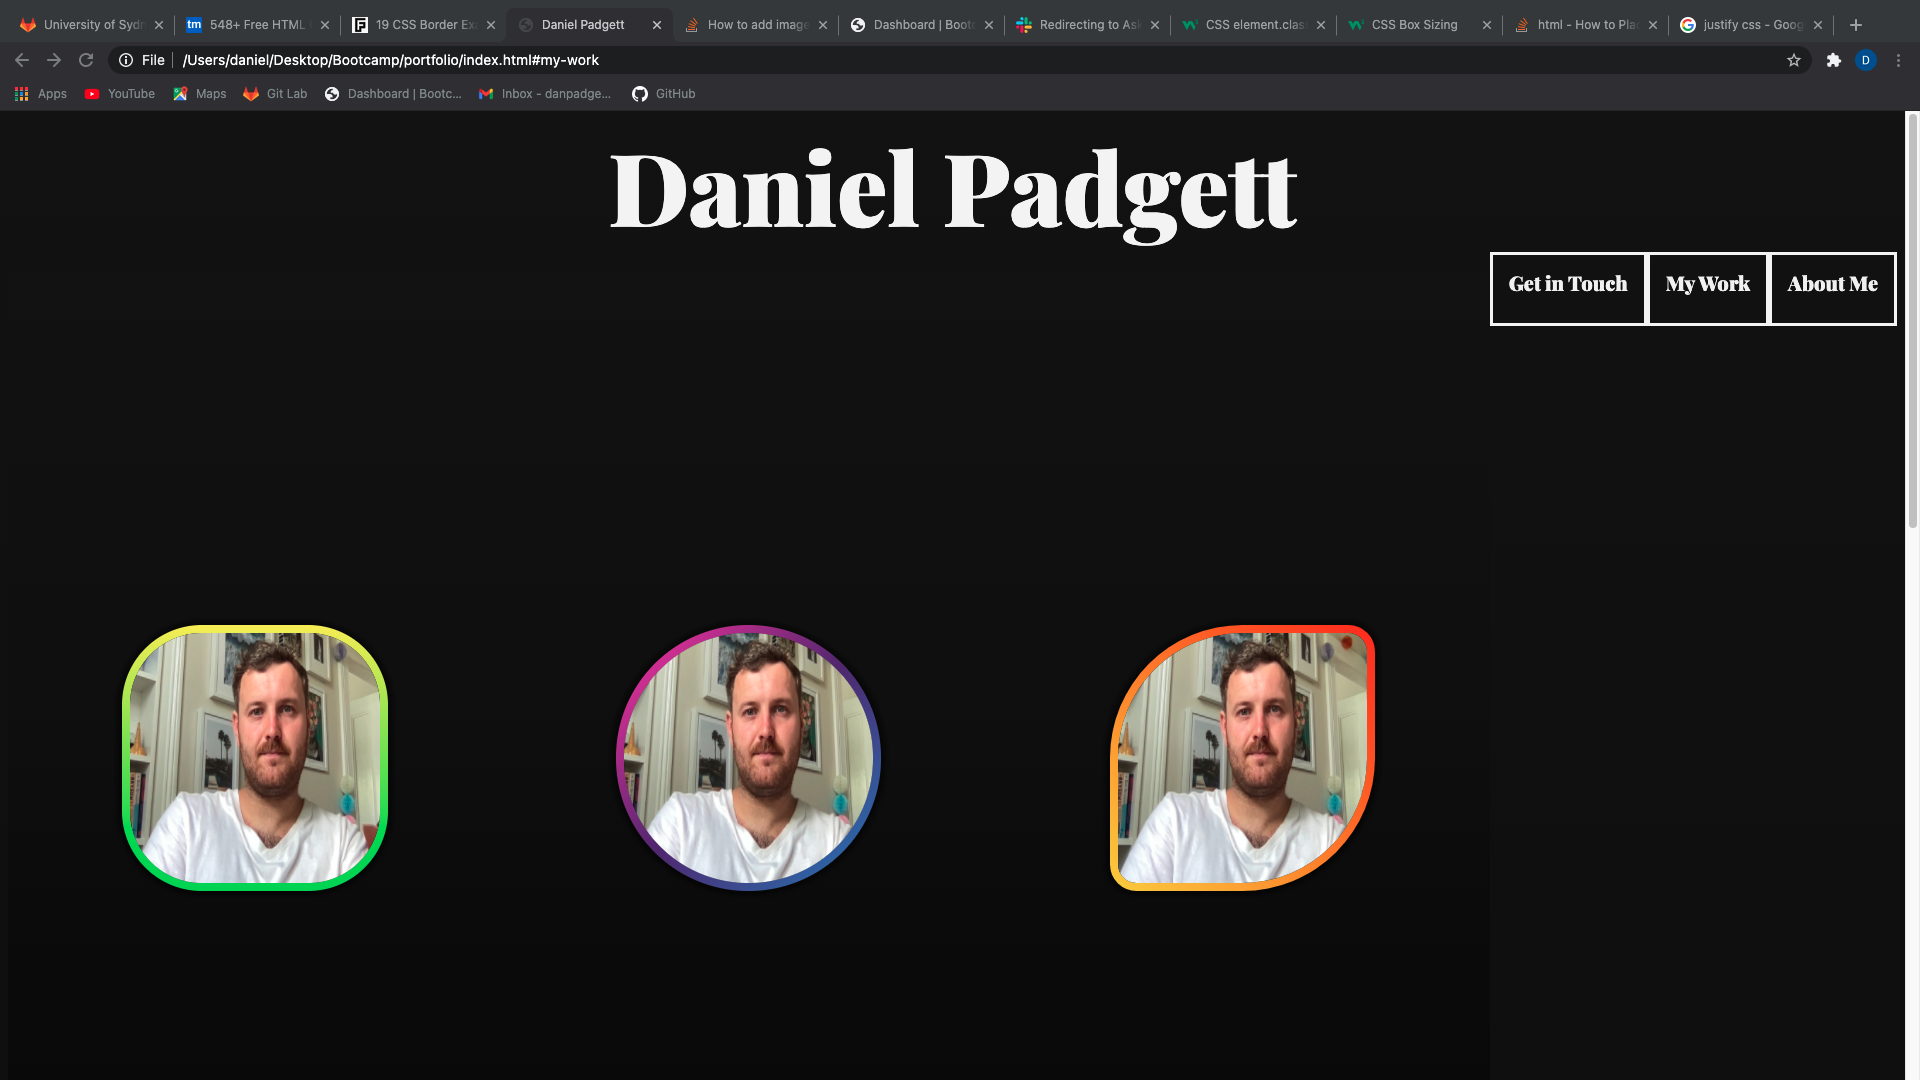 University of Sydn
tm 548+ Free HTML
19 CSS Border Ex
Daniel Padgett
How to add image
Dashboard | Bootc
Redirecting to Ask
CSS element.clas
CSS Box Sizing
html - How to Pla
justify css - Goog
File /Users/daniel/Desktop/Bootcamp/portfolio/index.html#my-work
D
Apps YouTube Maps Git Lab Dashboard | Bootc... Inbox - danpadge... GitHub
Daniel Padgett
Get in Touch My Work About Me